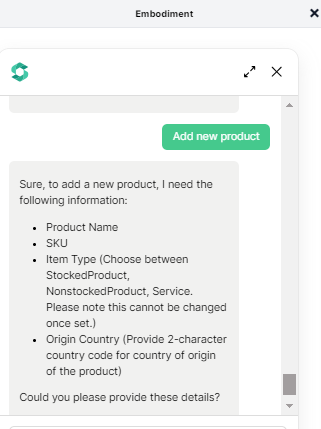 Embodiment
Add new product
Sure, to add a new product, I need the
following information:
• Product Name
• SKU
• Item Type (Choose between
StockedProduct,
NonstockedProduct, Service.
Please note this cannot be changed
once set.)
• Origin Country (Provide 2-character
country code for country of origin
of the product)
Could you please provide these details?